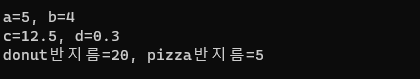 a=5, b=4
c=12.5, d=0.3
donut반지름=20, pizza반지름=5